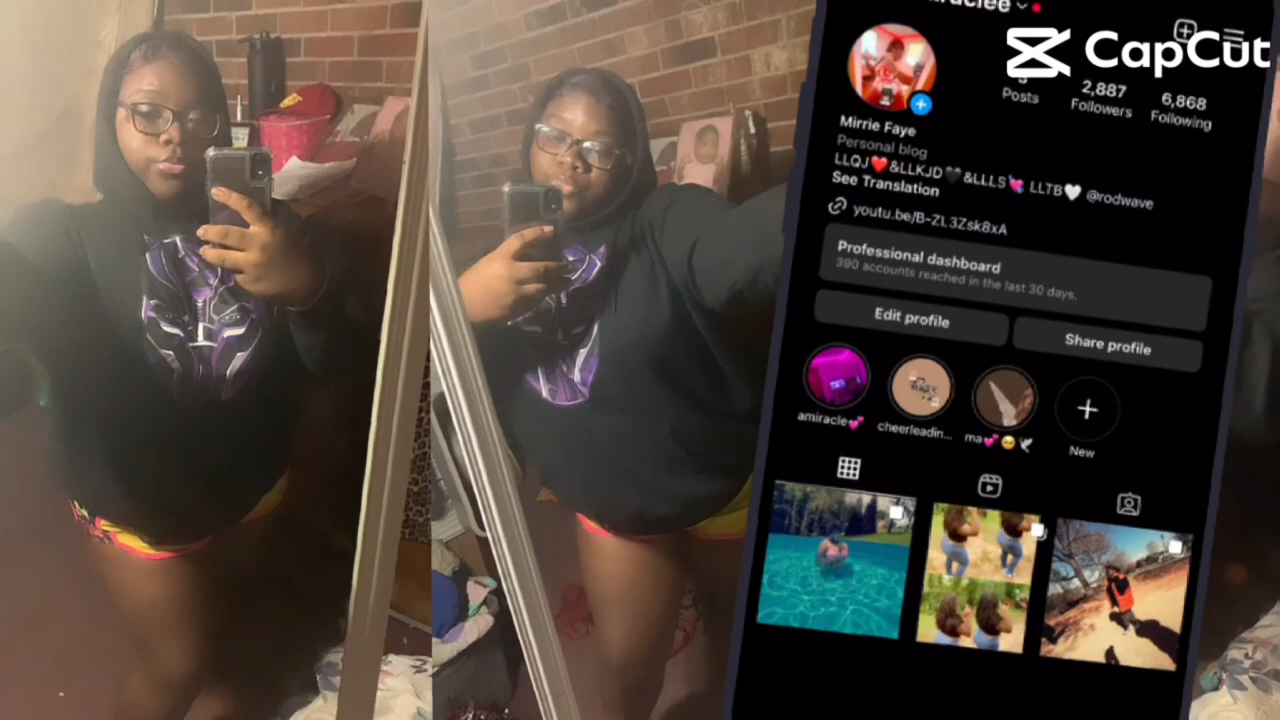 CapCut
Posts
2,887
Followers
6,868
Following
Mirrie Faye
Personal blog
LLQJ❤️&LLKJD🖤&LLLS💘 LLTB🤍 @rodwave
See Translation
youtu.be/B-ZL3Zsk8xA
Professional dashboard
390 accounts reached in the last 30 days.
Edit profile
Share profile
amiracle💕
cheerleadin...
ma💕🥺🕊
New